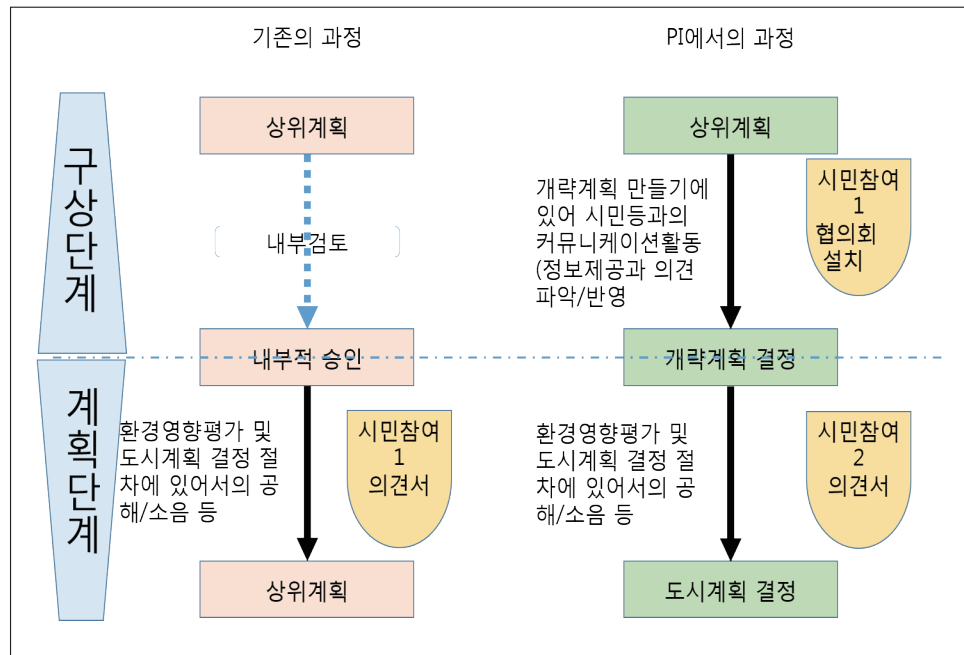 기존의 과정
PI에서의 과정
구상단계
상위계획
내부검토
내부적 승인
상위계획
개략계획 만들기에
있어 시민등과의
커뮤니케이션활동
(정보제공과 의견
파악/반영
시민참여
1
협의회
설치
개략계획 결정
계획단계
환경영향평가 및
도시계획 결정 절
차에 있어서의 공
해/소음 등
시민참여
1
의견서
상위계획
환경영향평가 및
도시계획 결정 절
차에 있어서의 공
해/소음 등
시민참여
2
의견서
도시계획 결정